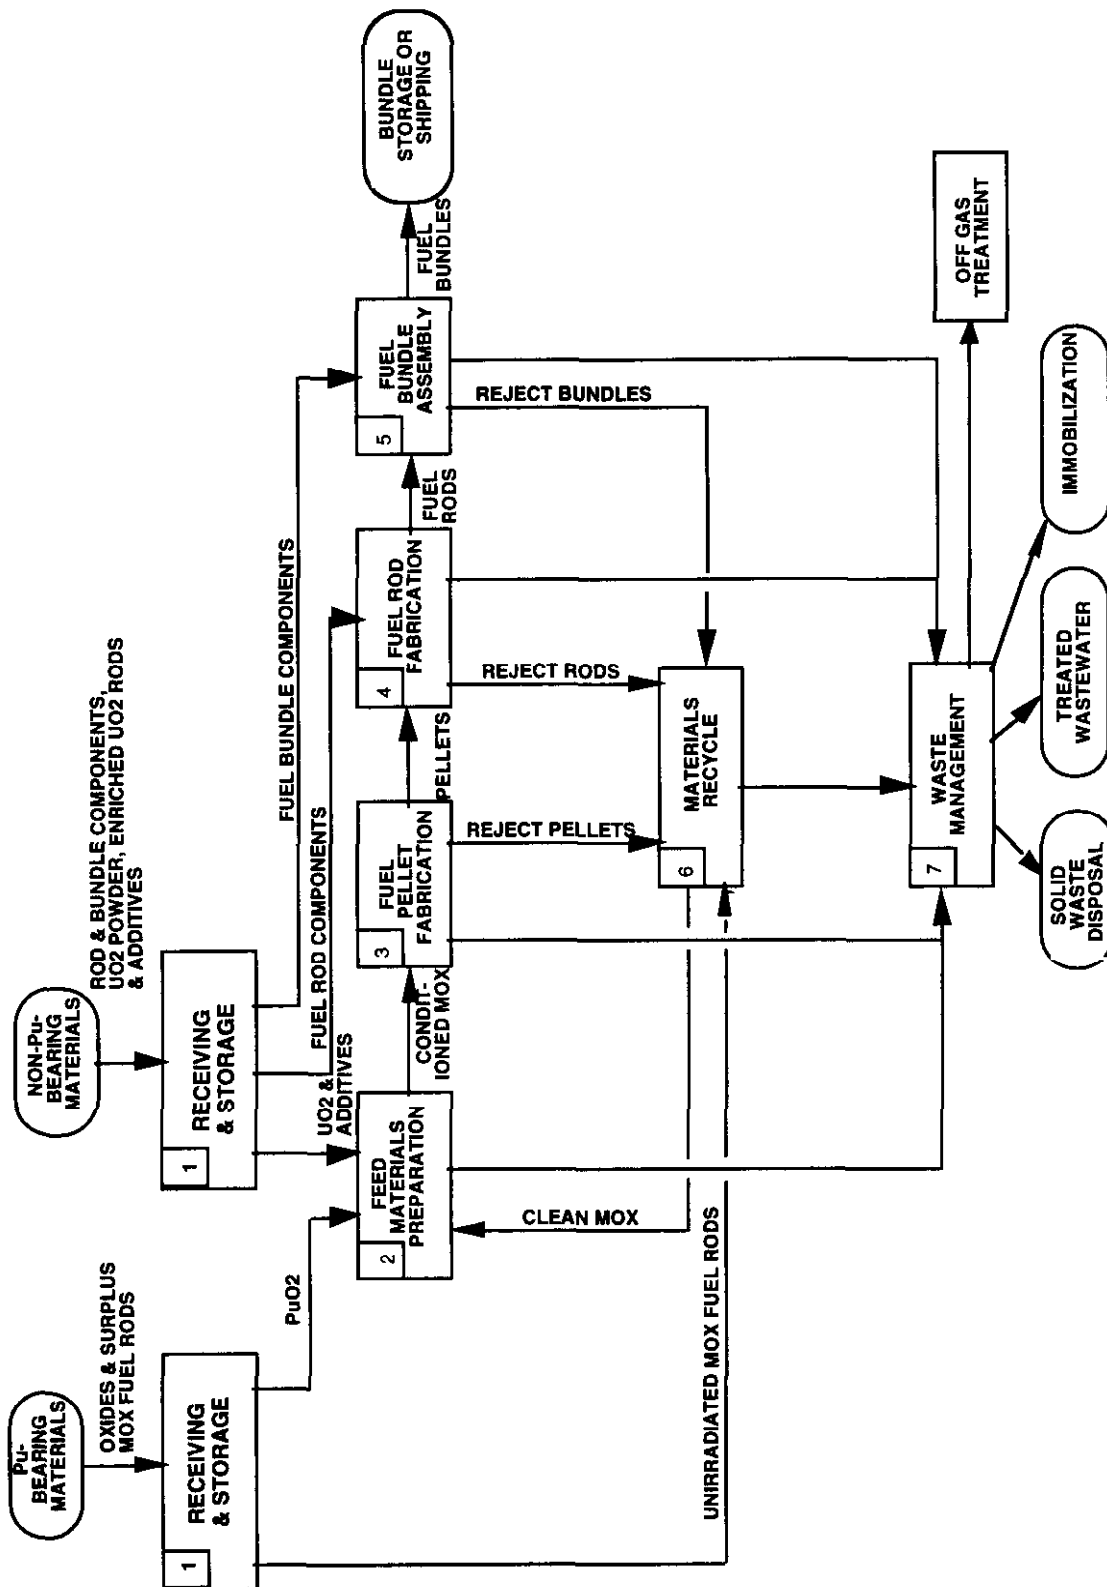 Pu-
BEARING
MATERIALS
OXIDES & SURPLUS
MOX FUEL RODS
1
RECEIVING
& STORAGE
NON-Pu-
BEARING
MATERIALS
ROD & BUNDLE COMPONENTS,
UO2 POWDER, ENRICHED UO2 RODS
& ADDITIVES
1
RECEIVING
& STORAGE
PuO2
UO2 &
ADDITIVES
FUEL ROD COMPONENTS
FUEL BUNDLE COMPONENTS
2
FEED
MATERIALS
PREPARATION
CONDIT-
IONED MOX
3
FUEL
PELLET
FABRICATION
PELLETS
4
FUEL ROD
FABRICATION
FUEL
RODS
5
FUEL
BUNDLE
ASSEMBLY
FUEL
BUNDLES
BUNDLE
STORAGE OR
SHIPPING
CLEAN MOX
REJECT PELLETS
REJECT RODS
REJECT BUNDLES
UNIRRADIATED MOX FUEL RODS
6
MATERIALS
RECYCLE
7
WASTE
MANAGEMENT
OFF GAS
TREATMENT
SOLID
WASTE
DISPOSAL
TREATED
WASTEWATER
IMMOBILIZATION